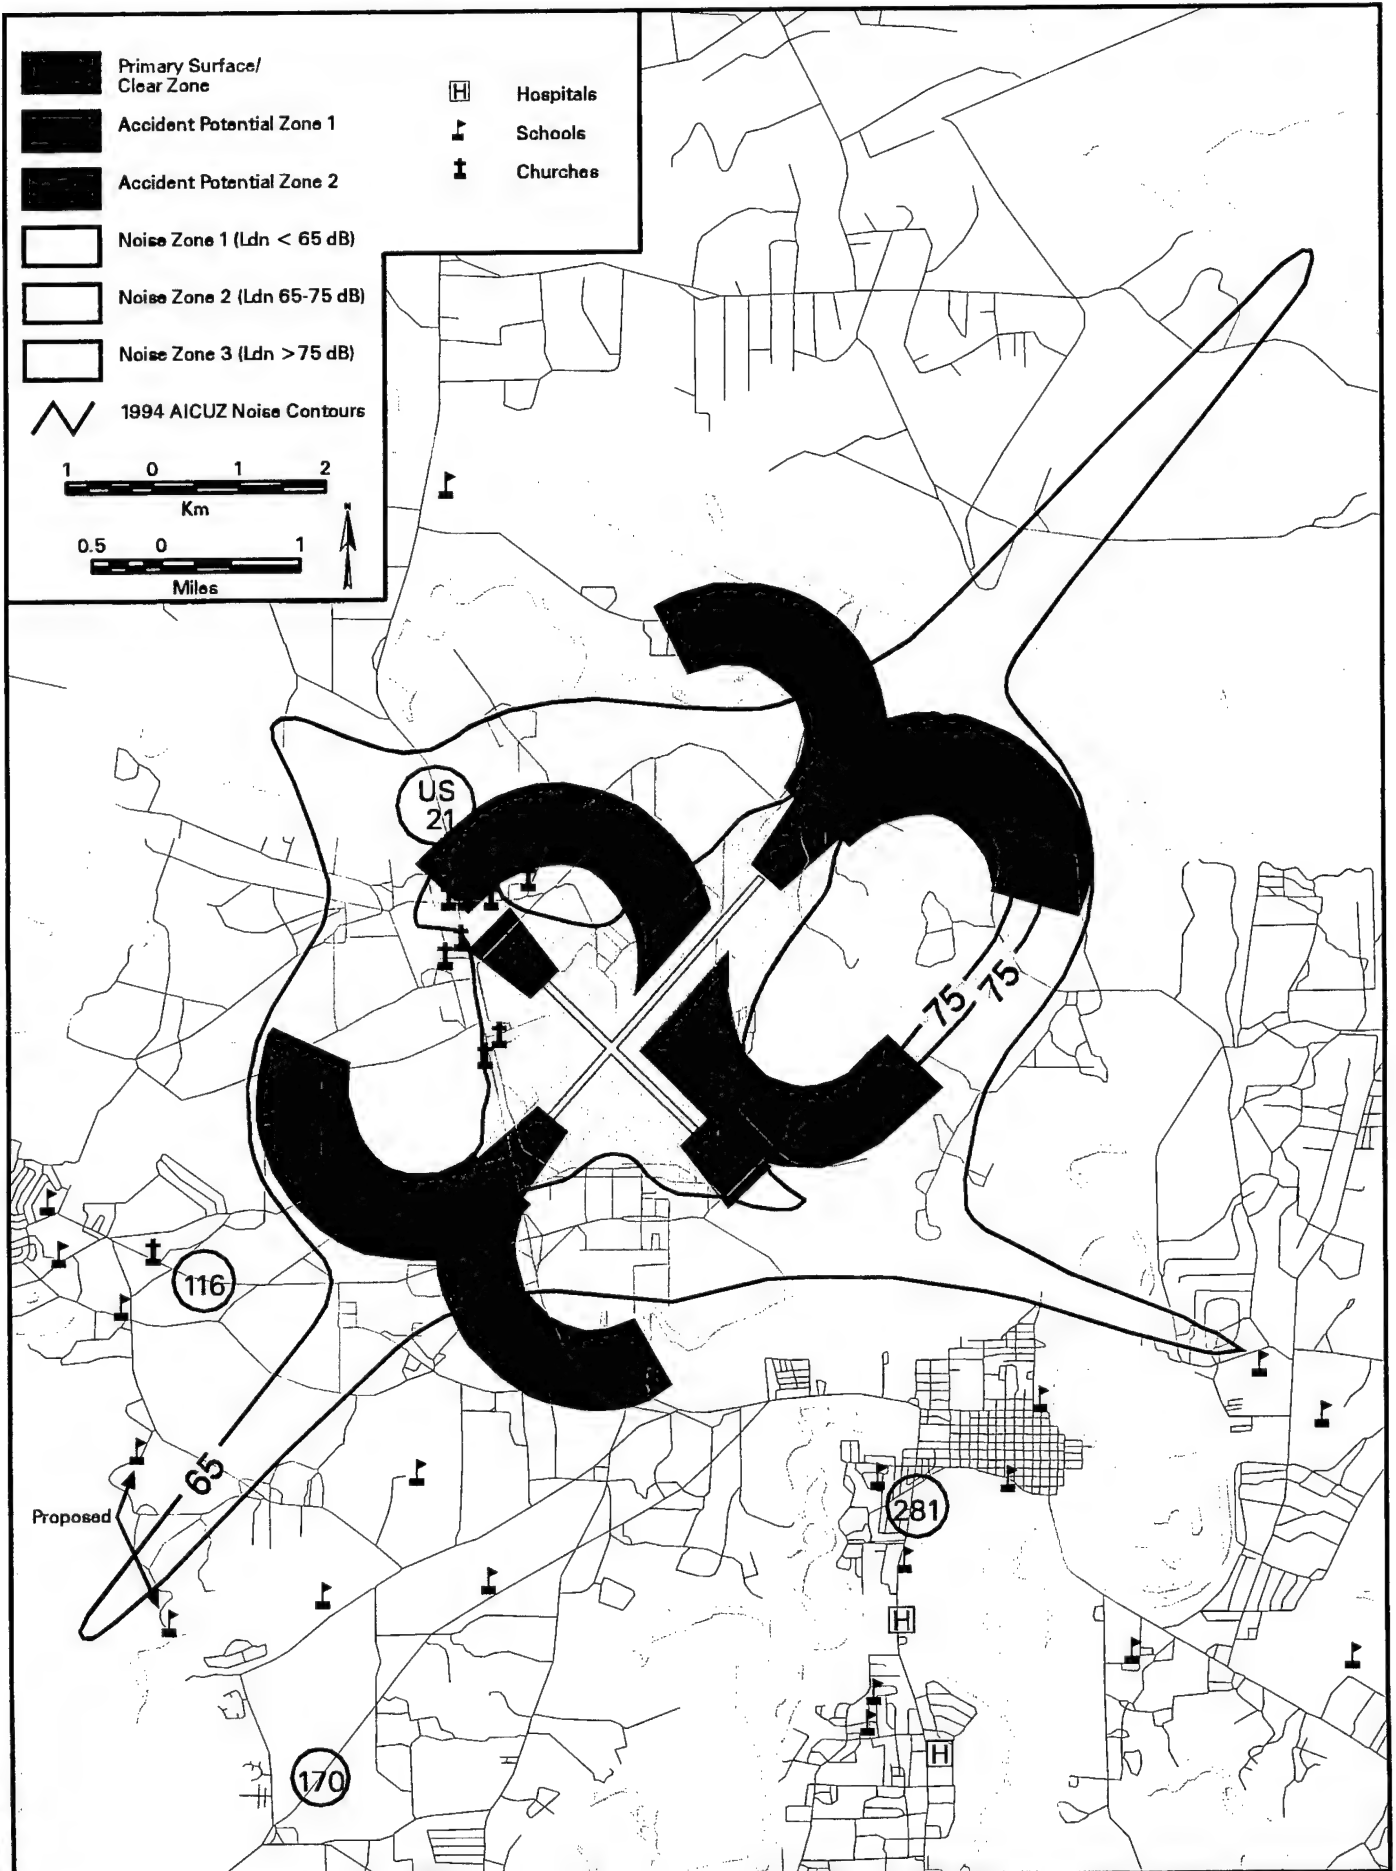 Primary Surface/
Clear Zone
Accident Potential Zone 1
Accident Potential Zone 2
Noise Zone 1 (Ldn < 65 dB)
Noise Zone 2 (Ldn 65-75 dB)
Noise Zone 3 (Ldn >75 dB)
1994 AICUZ Noise Contours
H Hospitals
Schools
Churches
1 0 1 2
Km
0.5 0 1
Miles
N
US
21
75
75
116
65
Proposed
281
H
H
170